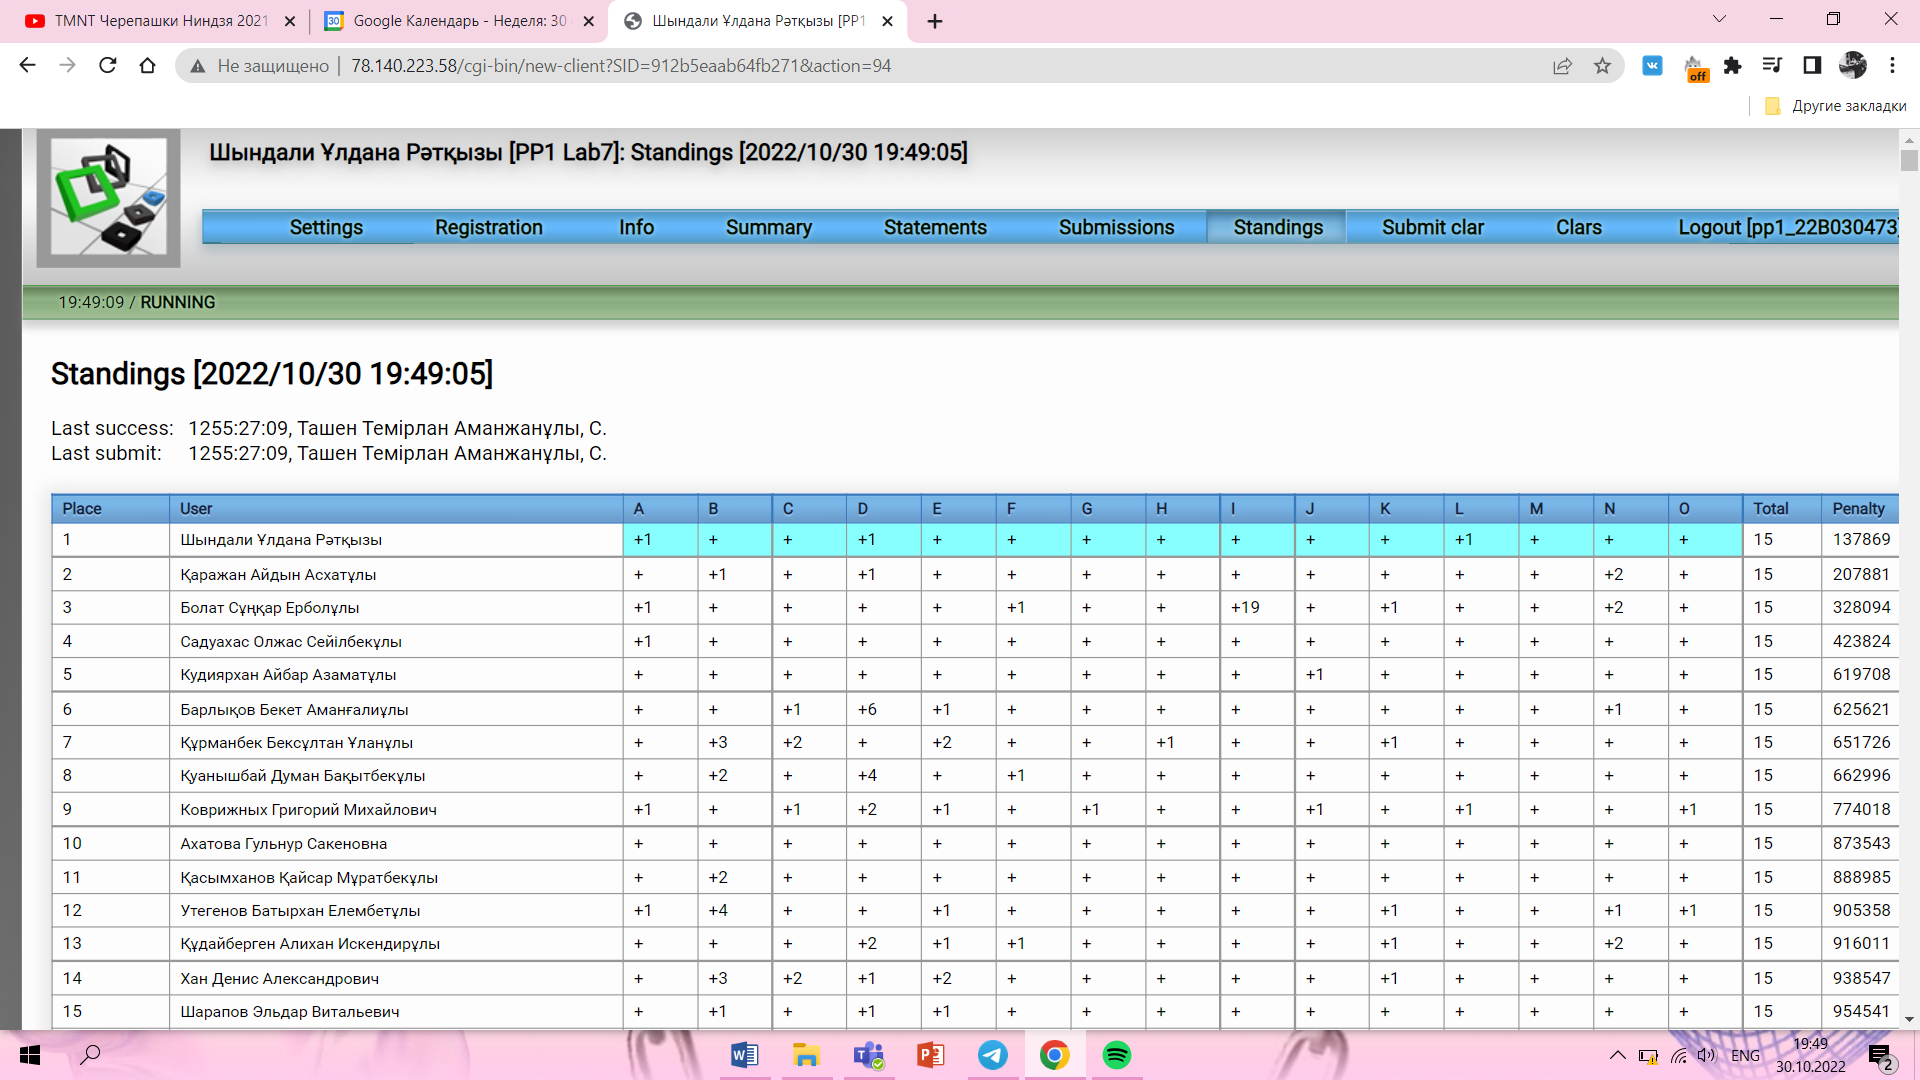 TMNT Черепашки Ниндзя 2021
Google Календарь - Неделя: 30
Шындали Ұлдана Рәтқызы [PP1
Не защищено | 78.140.223.58/cgi-bin/new-client?SID=912b5eaab64fb271&action=94
off
Другие закладки
Шындали Ұлдана Рәтқызы [PP1 Lab7]: Standings [2022/10/30 19:49:05]
Settings Registration Info Summary Statements Submissions Standings Submit clar Clars Logout [pp1_22B030473]
19:49:09 / RUNNING
Standings [2022/10/30 19:49:05]
Last success: 1255:27:09, Ташен Темірлан Аманжанұлы, C.
Last submit: 1255:27:09, Ташен Темірлан Аманжанұлы, C.
Place User A B C D E F G H I J K L M N O Total Penalty
1 Шындали Ұлдана Рәтқызы +1 + + +1 + + + + + + + +1 + + + 15 137869
2 Қаражан Айдын Асхатұлы + +1 + +1 + + + + + + + + + +2 + 15 207881
3 Болат Сұңқар Ерболұлы +1 + + + + +1 + + +19 + +1 + + +2 + 15 328094
4 Садуахас Олжас Сейілбекұлы +1 + + + + + + + + + + + + + + 15 423824
5 Кудиярхан Айбар Азаматұлы + + + + + + + + + +1 + + + + + 15 619708
6 Барлықов Бекет Аманғалиұлы + + +1 +6 +1 + + + + + + + + +1 + 15 625621
7 Құрманбек Бексұлтан Ұланұлы + +3 +2 + +2 + + +1 + + +1 + + + + 15 651726
8 Қуанышбай Думан Бақытбекұлы + +2 + +4 + +1 + + + + + + + + + 15 662996
9 Коврижных Григорий Михайлович +1 + +1 +2 +1 + +1 + + +1 + +1 + + +1 15 774018
10 Ахатова Гульнур Сакеновна + + + + + + + + + + + + + + + 15 873543
11 Қасымханов Қайсар Мұратбекұлы + +2 + + + + + + + + + + + + + 15 888985
12 Утегенов Батырхан Елембетұлы +1 +4 + + +1 + + + + + +1 + + +1 +1 15 905358
13 Құдайберген Алихан Искендирұлы + + + +2 +1 +1 + + + + +1 + + +2 + 15 916011
14 Хан Денис Александрович + +3 +2 +1 +2 + + + + + +1 + + + + 15 938547
15 Шарапов Эльдар Витальевич + +1 + +1 +1 + + + + + + + + + + 15 954541
ENG
19:49
30.10.2022
2